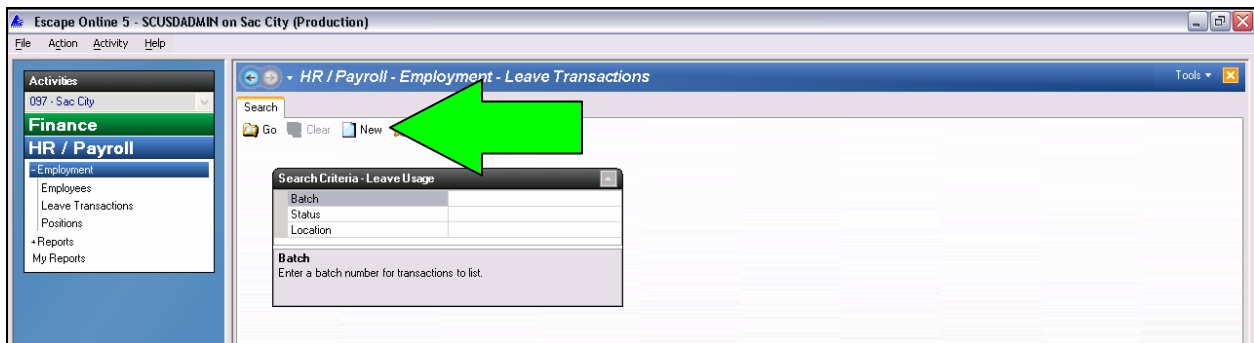 Escape Online 5 - SCUSDADMIN on Sac City (Production)
File Action Activity Help
Activities
097 - Sac City
Finance
HR / Payroll
- Employment
Employees
Leave Transactions
Positions
+ Reports
My Reports
HR / Payroll - Employment - Leave Transactions
Tools
Search
Go Clear New
Search Criteria - Leave Usage
Batch
Status
Location
Batch
Enter a batch number for transactions to list.